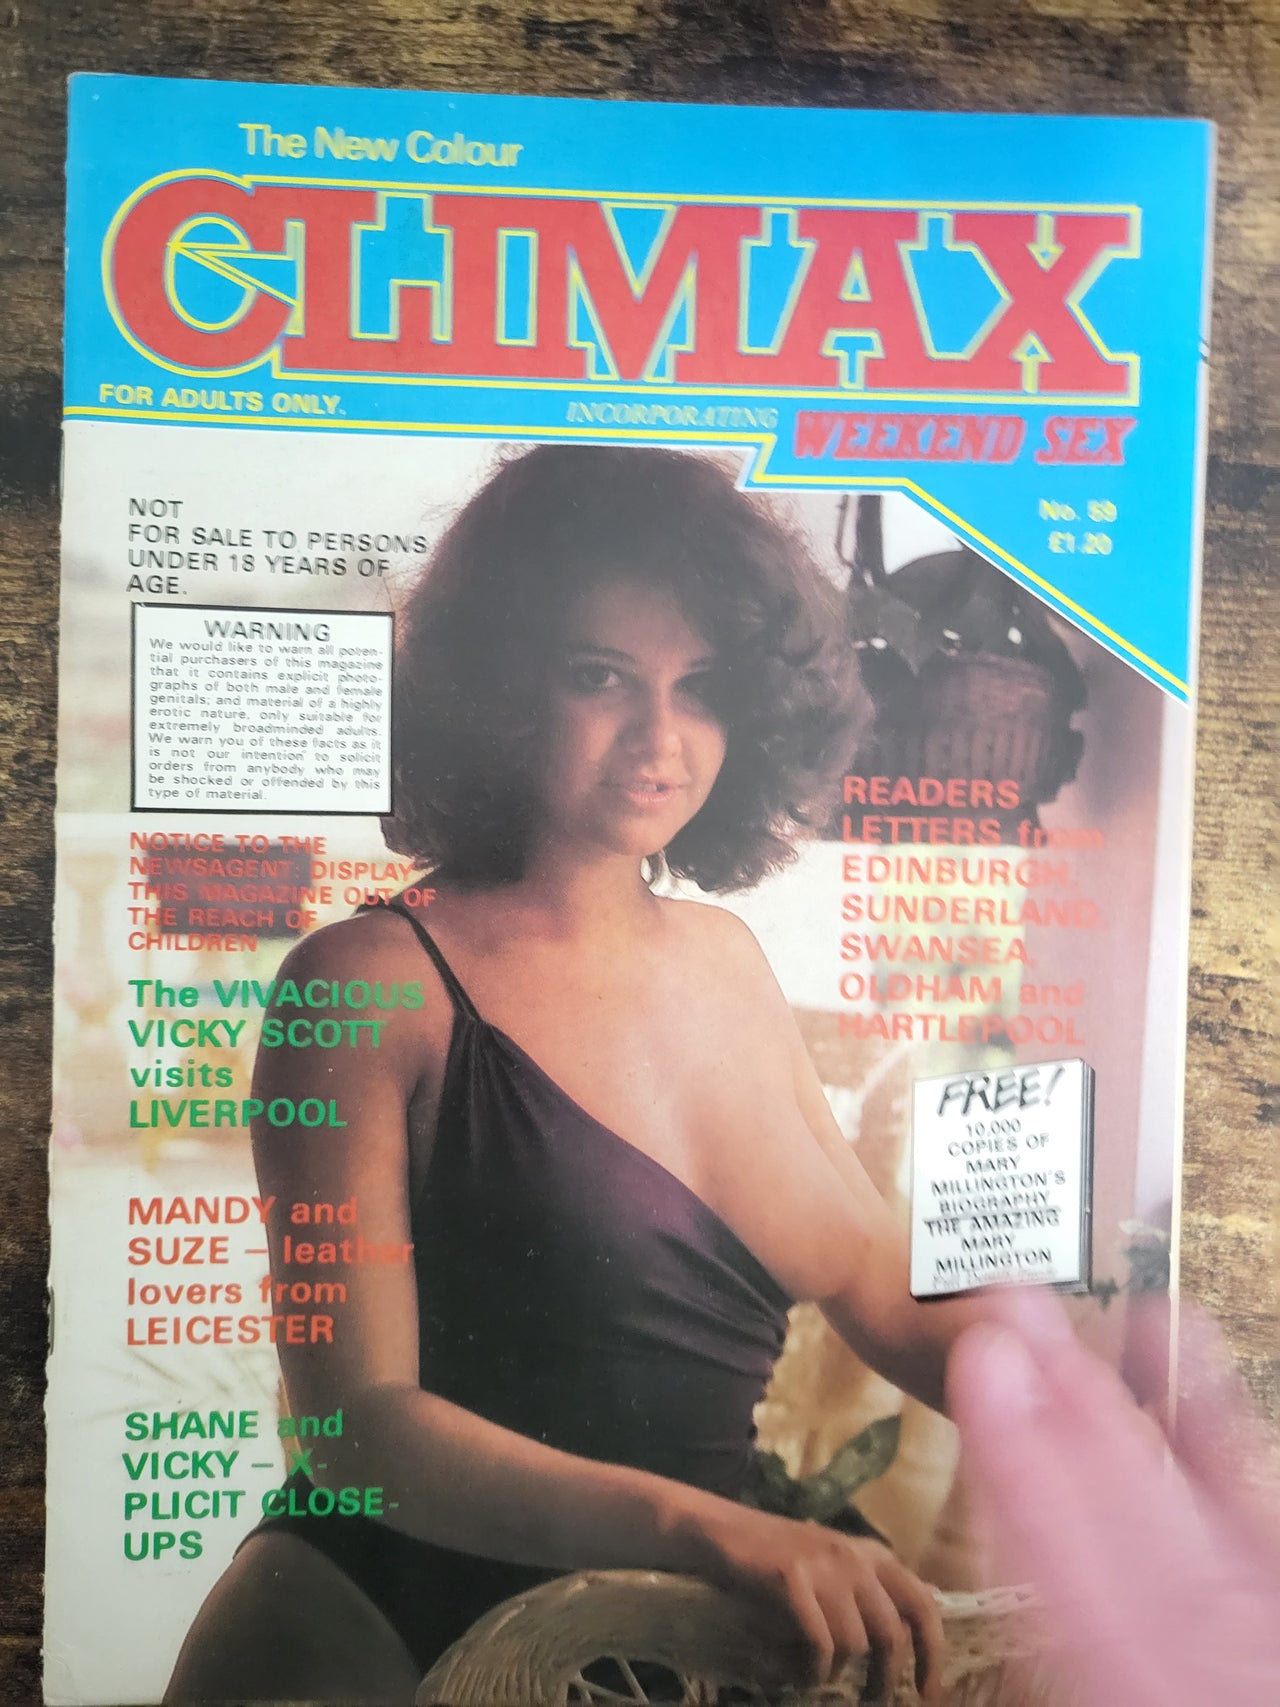 The New Colour
CLIMAX
FOR ADULTS ONLY.
INCORPORATING
WEEKEND SEX
No. 59
£1.20
NOT
FOR SALE TO PERSONS
UNDER 18 YEARS OF
AGE.
WARNING
We would like to warn all poten-
tial purchasers of this magazine
that it contains explicit photo-
graphs of both male and female
genitals; and material of a highly
erotic nature, only suitable for
extremely broadminded adults.
We warn you of these facts as it
is not our intention to solicit
orders from anybody who may
be shocked or offended by this
type of material.
NOTICE TO THE
NEWSAGENT: DISPLAY
THIS MAGAZINE OUT OF
THE REACH OF
CHILDREN
The VIVACIOUS
VICKY SCOTT
visits
LIVERPOOL
MANDY and
SUZE – leather
lovers from
LEICESTER
SHANE and
VICKY – X-
PLICIT CLOSE-
UPS
READERS
LETTERS from
EDINBURGH,
SUNDERLAND,
SWANSEA,
OLDHAM and
HARTLEPOOL
FREE!
10,000
COPIES OF
MARY
MILLINGTON'S
BIOGRAPHY
THE AMAZING
MARY
MILLINGTON